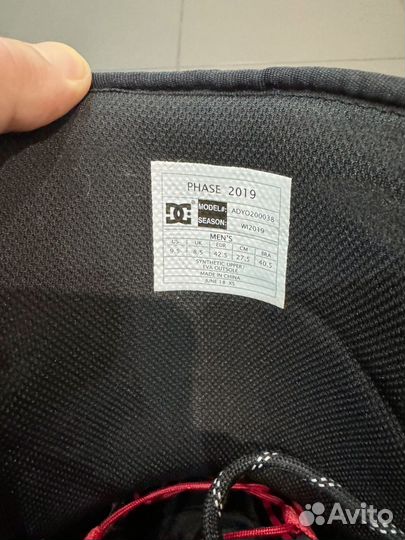 PHASE 2019
DC® MODEL#: ADYO200038
SEASON: WI2019
MEN'S
US UK EUR CM BRA
9.5 8.5 42.5 27.5 40.5
SYNTHETIC UPPER/
EVA OUTSOLE
MADE IN CHINA
JUNE 18 XS
Avito